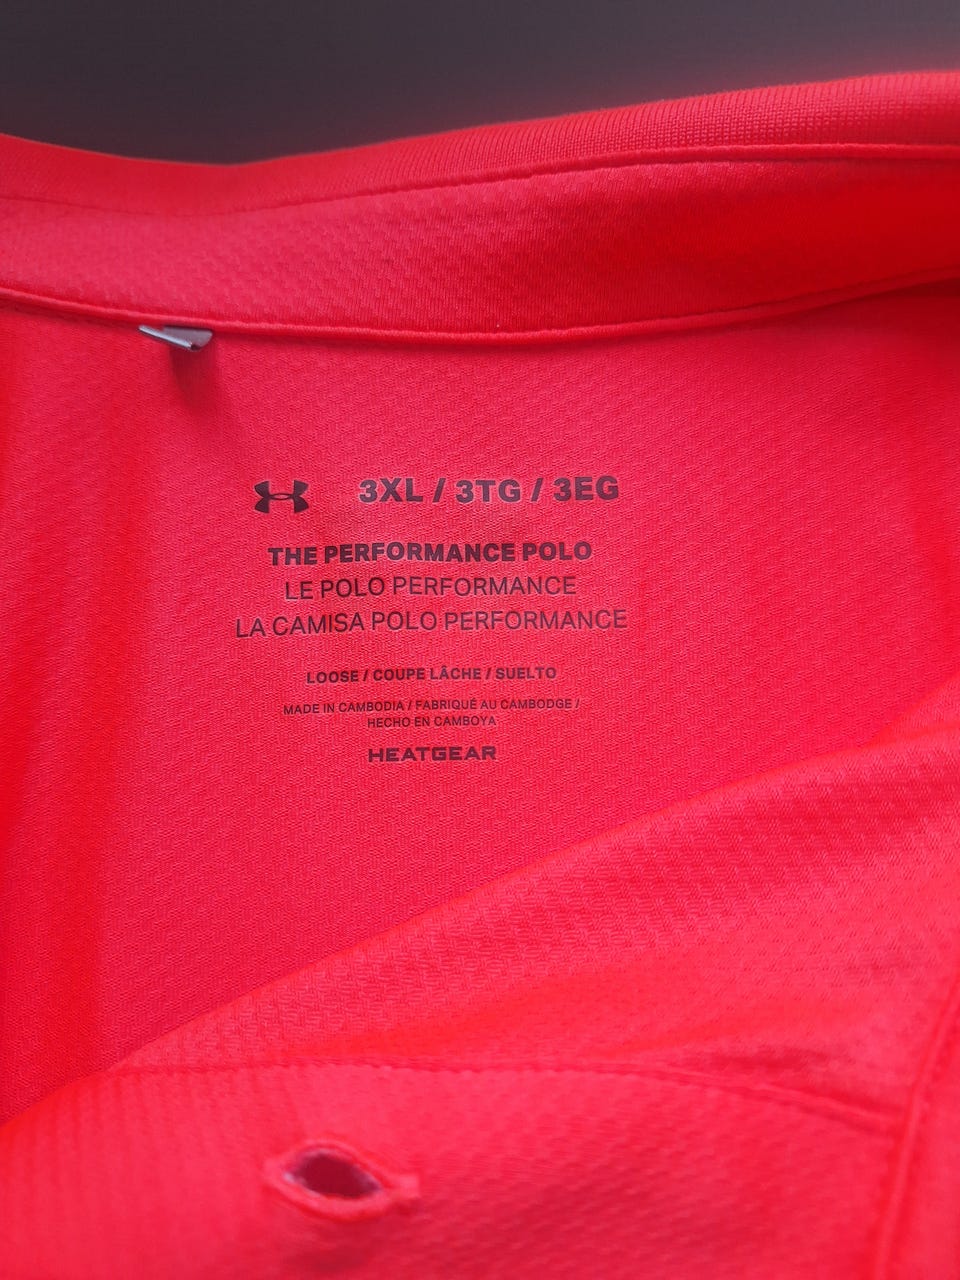 3XL / 3TG / 3EG
THE PERFORMANCE POLO
LE POLO PERFORMANCE
LA CAMISA POLO PERFORMANCE
LOOSE / COUPE LÂCHE / SUELTO
MADE IN CAMBODIA / FABRIQUÉ AU CAMBODGE /
HECHO EN CAMBOYA
HEATGEAR